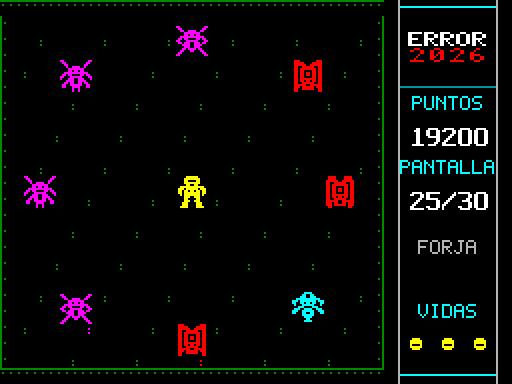 ERROR
2026
PUNTOS
19200
PANTALLA
25/30
FORJA
VIDAS